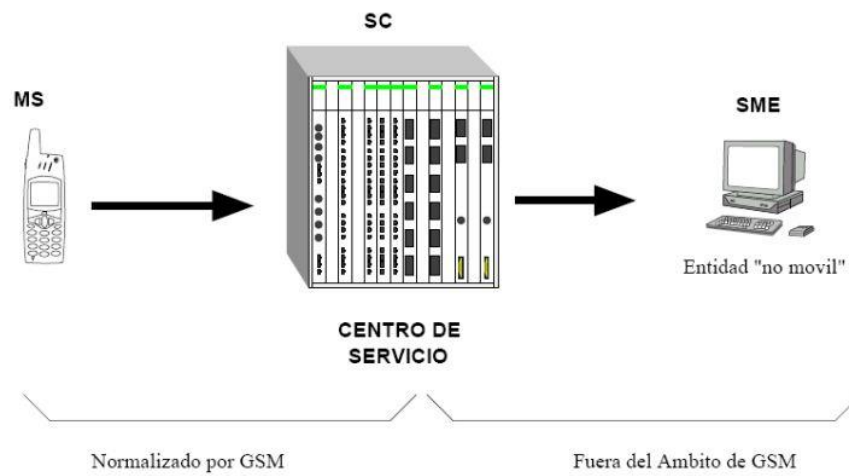 SC
MS
SME
Entidad "no movil"
CENTRO DE
SERVICIO
Normalizado por GSM
Fuera del Ambito de GSM